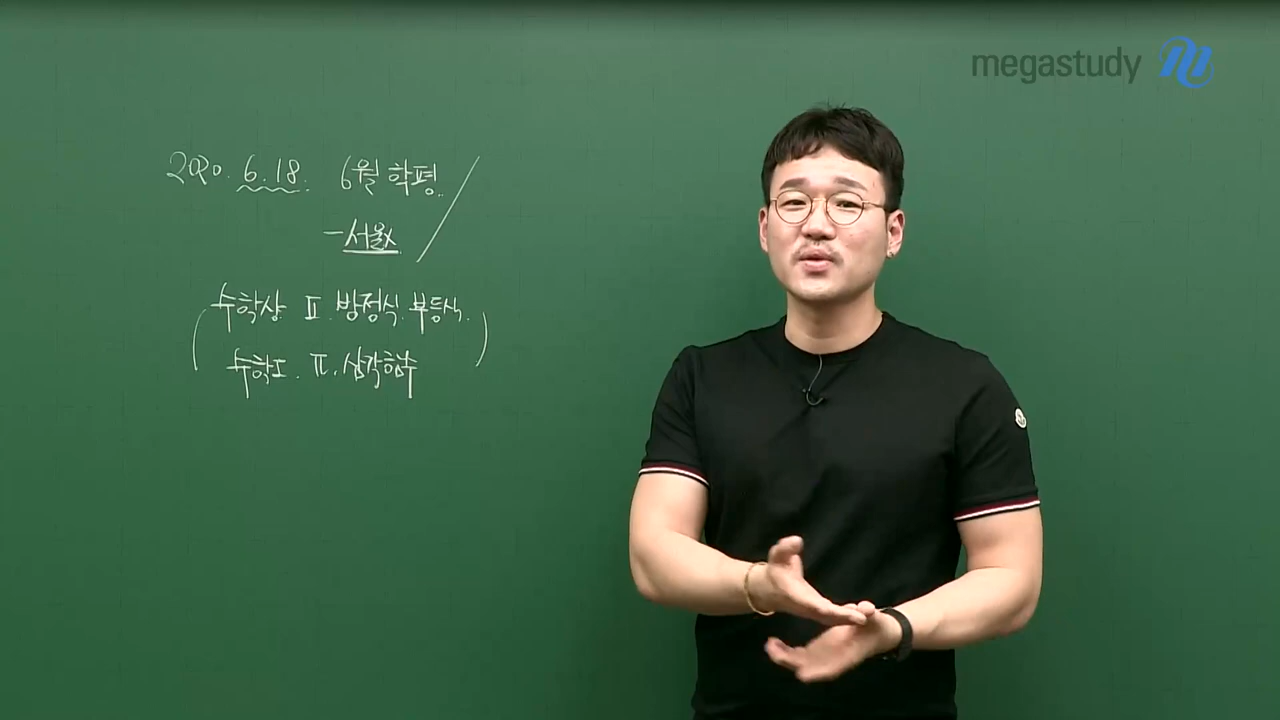 megastudy
2020. 6.18. 6월 학평.
- 서울x
수학상 Ⅱ. 방정식. 부등식.
수학Ⅰ. Ⅱ. 삼각함수